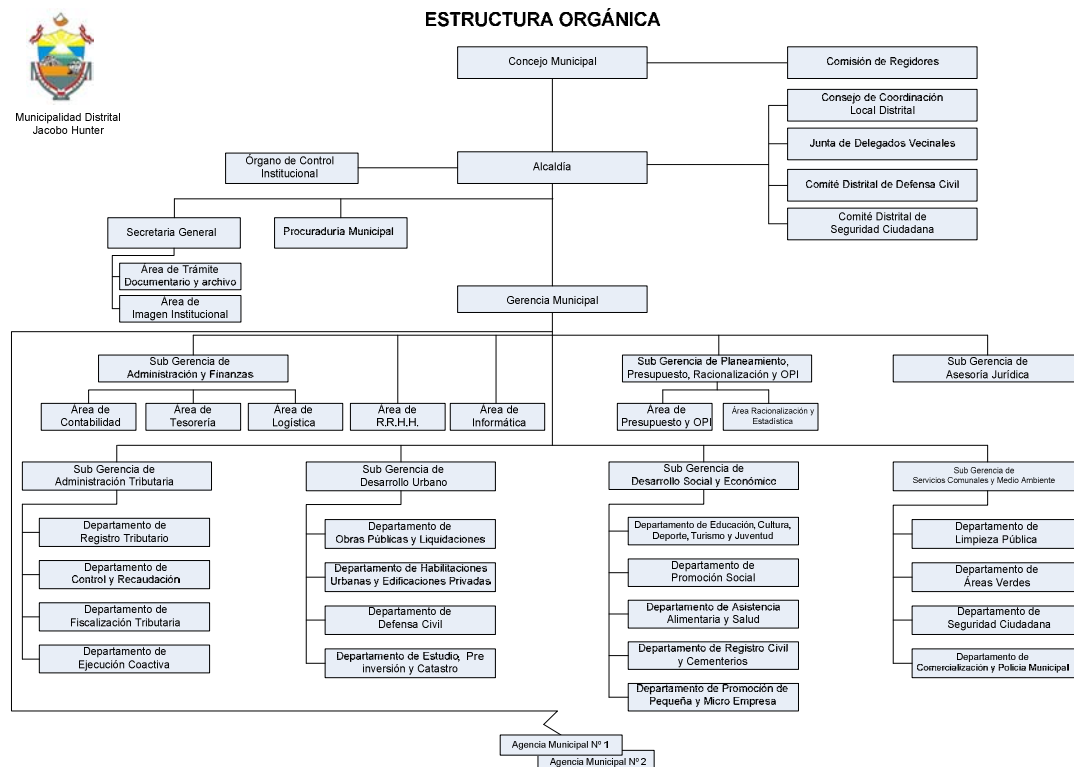 ESTRUCTURA ORGÁNICA
Municipalidad Distrital
Jacobo Hunter
Concejo Municipal
Comisión de Regidores
Consejo de Coordinación
Local Distrital
Junta de Delegados Vecinales
Órgano de Control
Institucional
Alcaldía
Comité Distrital de Defensa Civil
Comité Distrital de
Seguridad Ciudadana
Secretaria General
Procuraduría Municipal
Área de Trámite
Documentario y archivo
Área de
Imagen Institucional
Gerencia Municipal
Sub Gerencia de
Administración y Finanzas
Sub Gerencia de Planeamiento,
Presupuesto, Racionalización y OPI
Sub Gerencia de
Asesoría Jurídica
Área de
Contabilidad
Área de
Tesorería
Área de
Logística
Área de
R.R.H.H.
Área de
Informática
Área de
Presupuesto y OPI
Área Racionalización y
Estadística
Sub Gerencia de
Administración Tributaria
Sub Gerencia de
Desarrollo Urbano
Sub Gerencia de
Desarrollo Social y Económico
Sub Gerencia de
Servicios Comunales y Medio Ambiente
Departamento de
Registro Tributario
Departamento de
Control y Recaudación
Departamento de
Fiscalización Tributaria
Departamento de
Ejecución Coactiva
Departamento de
Obras Públicas y Liquidaciones
Departamento de Habilitaciones
Urbanas y Edificaciones Privadas
Departamento de
Defensa Civil
Departamento de Estudio, Pre
inversión y Catastro
Departamento de Educación, Cultura,
Deporte, Turismo y Juventud
Departamento de
Promoción Social
Departamento de Asistencia
Alimentaria y Salud
Departamento de Registro Civil
y Cementerios
Departamento de Promoción de
Pequeña y Micro Empresa
Departamento de
Limpieza Pública
Departamento de
Áreas Verdes
Departamento de
Seguridad Ciudadana
Departamento de
Comercialización y Policía Municipal
Agencia Municipal Nº 1
Agencia Municipal Nº 2